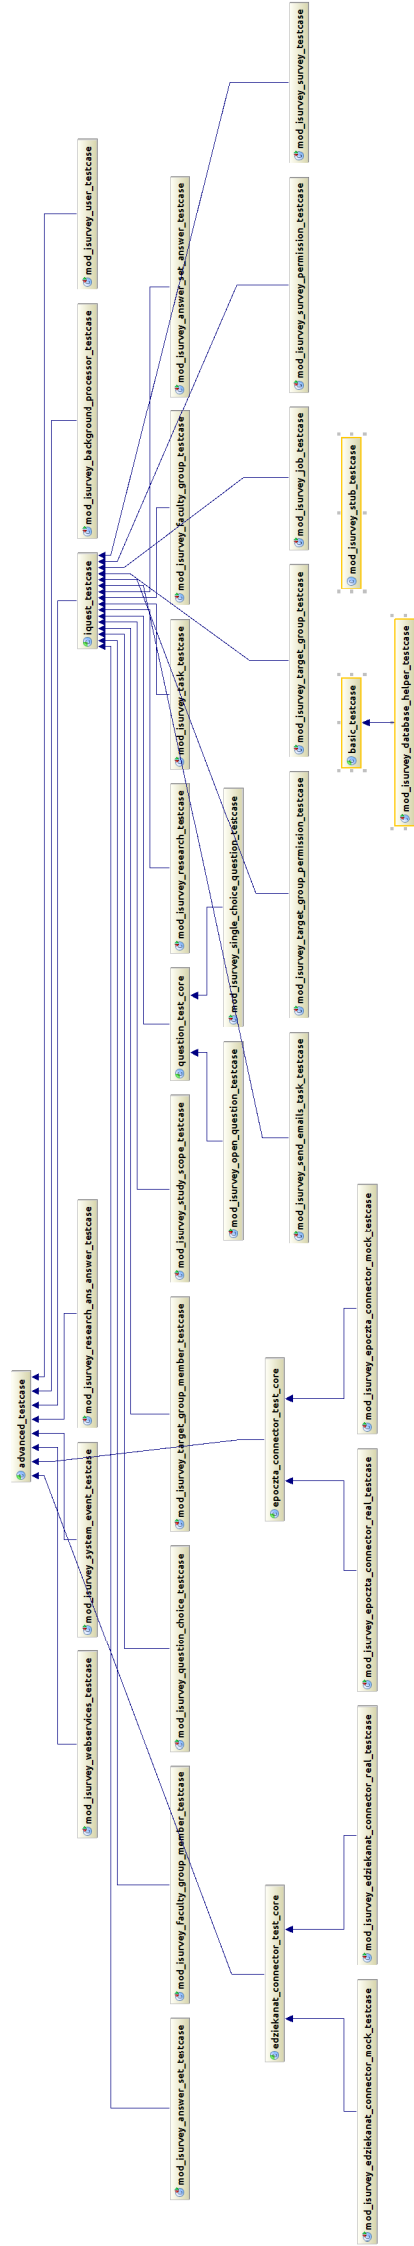 advanced_testcase
mod_isurvey_webservices_testcase
mod_isurvey_system_event_testcase
mod_isurvey_research_ans_answer_testcase
iquest_testcase
mod_isurvey_background_processor_testcase
mod_isurvey_user_testcase
mod_isurvey_answer_set_testcase
mod_isurvey_faculty_group_member_testcase
mod_isurvey_question_choice_testcase
mod_isurvey_target_group_member_testcase
mod_isurvey_study_scope_testcase
question_test_core
mod_isurvey_research_testcase
mod_isurvey_task_testcase
mod_isurvey_faculty_group_testcase
mod_isurvey_answer_set_answer_testcase
mod_isurvey_open_question_testcase
mod_isurvey_single_choice_question_testcase
edziekanat_connector_test_core
epoczta_connector_test_core
mod_isurvey_send_emails_task_testcase
mod_isurvey_target_group_permission_testcase
mod_isurvey_target_group_testcase
mod_isurvey_job_testcase
mod_isurvey_survey_permission_testcase
mod_isurvey_survey_testcase
basic_testcase
mod_isurvey_stub_testcase
mod_isurvey_edziekanat_connector_mock_testcase
mod_isurvey_edziekanat_connector_real_testcase
mod_isurvey_epoczta_connector_real_testcase
mod_isurvey_epoczta_connector_mock_testcase
mod_isurvey_database_helper_testcase